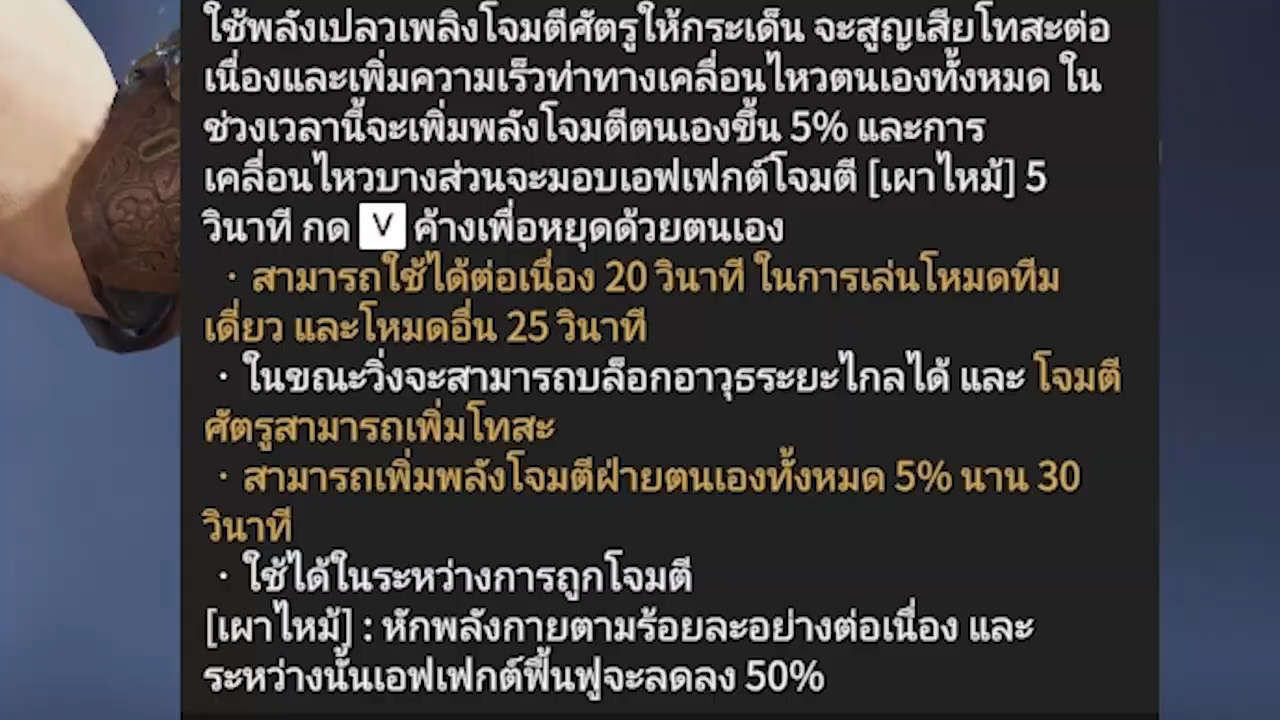 ใช้พลังเปลวเพลิงโจมตีศัตรูให้กระเด็น จะสูญเสียโทสะต่อ
เนื่องและเพิ่มความเร็วท่าทางเคลื่อนไหวตนเองทั้งหมด ใน
ช่วงเวลานี้จะเพิ่มพลังโจมตีตนเองขึ้น 5% และการ
เคลื่อนไหวบางส่วนจะมอบเอฟเฟกต์โจมตี [เผาไหม้] 5
วินาที กด V ค้างเพื่อหยุดด้วยตนเอง
· สามารถใช้ได้ต่อเนื่อง 20 วินาที ในการเล่นโหมดทีม
เดี่ยว และโหมดอื่น 25 วินาที
· ในขณะวิ่งจะสามารถบล็อกอาวุธระยะไกลได้ และ โจมตี
ศัตรูสามารถเพิ่มโทสะ
· สามารถเพิ่มพลังโจมตีฝ่ายตนเองทั้งหมด 5% นาน 30
วินาที
· ใช้ได้ในระหว่างการถูกโจมตี
[เผาไหม้] : หักพลังกายตามร้อยละอย่างต่อเนื่อง และ
ระหว่างนั้นเอฟเฟกต์ฟื้นฟูจะลดลง 50%